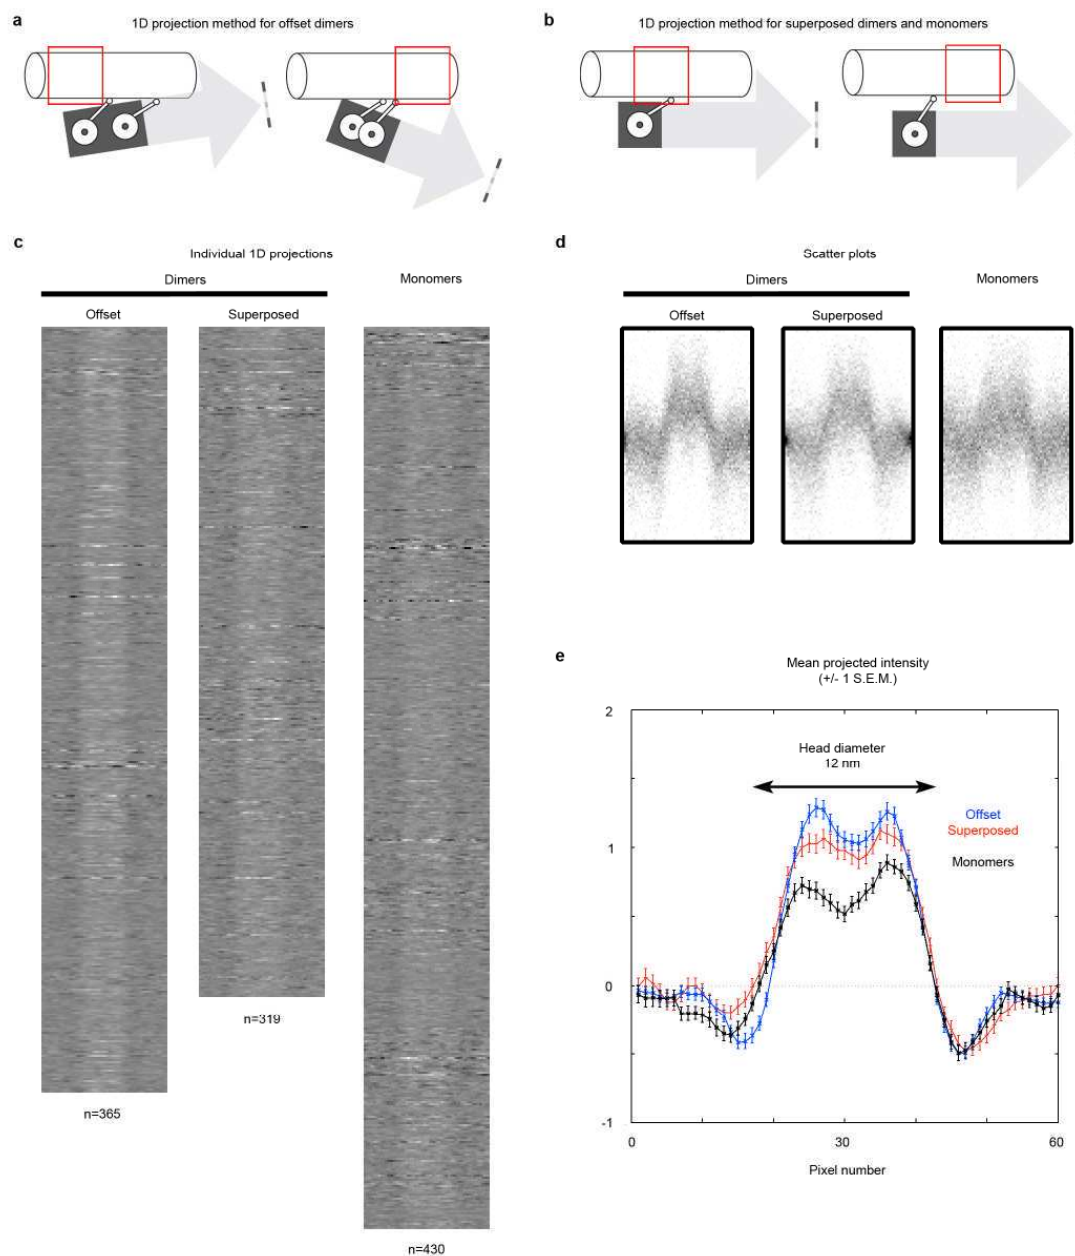 a
1D projection method for offset dimers
b
1D projection method for superposed dimers and monomers
c
Individual 1D projections
Dimers
Monomers
Offset
Superposed
n=365
n=319
n=430
d
Scatter plots
Dimers
Monomers
Offset
Superposed
e
Mean projected intensity
(+/- 1 S.E.M.)
2
Head diameter
12 nm
Offset
Superposed
Monomers
1
0
-1
0
30
60
Pixel number